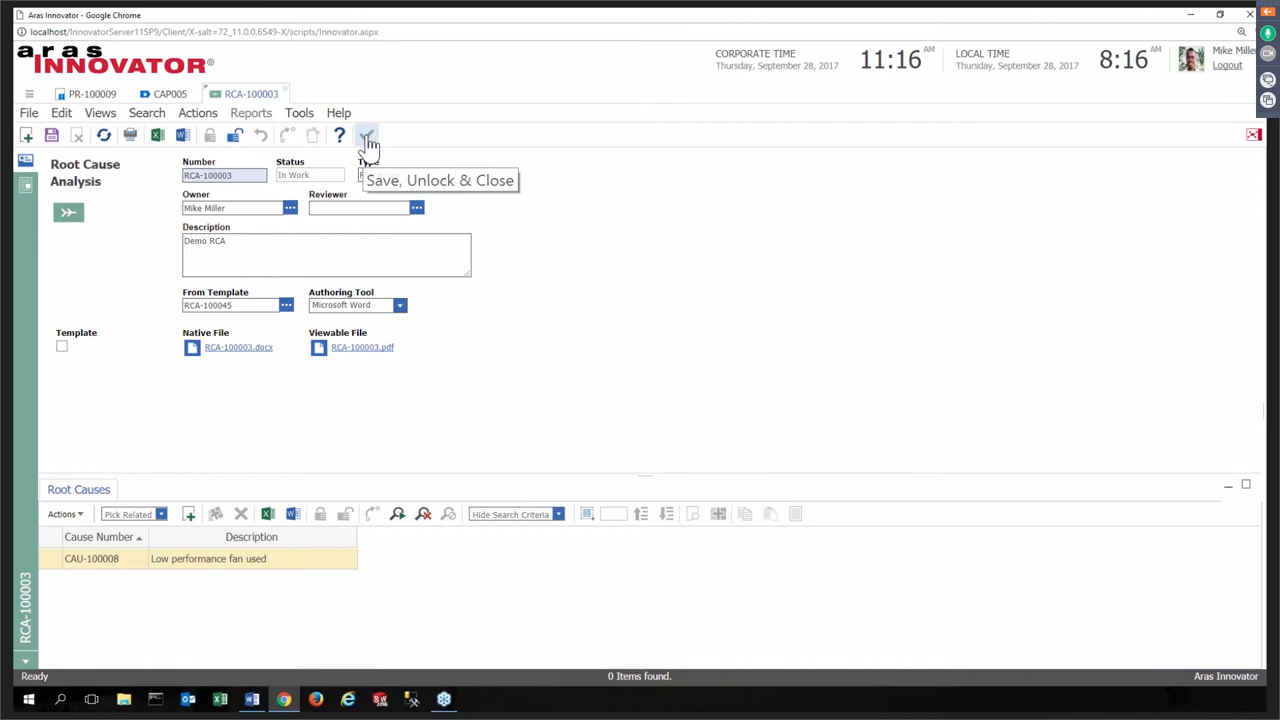 Aras Innovator - Google Chrome
localhost/InnovatorServer11SP9/Client/X-salt=72_11.0.0.6549-X/scripts/Innovator.aspx
aras
INNOVATOR®
CORPORATE TIME
Thursday, September 28, 2017
11:16 AM
LOCAL TIME
Thursday, September 28, 2017
8:16 AM
Mike Miller
Logout
PR-100009 CAP005 RCA-100003
File Edit Views Search Actions Reports Tools Help
Root Cause
Analysis
Number Status
RCA-100003 In Work
Save, Unlock & Close
Owner Reviewer
Mike Miller
Description
Demo RCA
From Template Authoring Tool
RCA-100045 Microsoft Word
Template Native File Viewable File
RCA-100003.docx RCA-100003.pdf
Root Causes
Actions Pick Related Hide Search Criteria
Cause Number Description
CAU-100008 Low performance fan used
RCA-100003
Ready 0 Items found. Aras Innovator